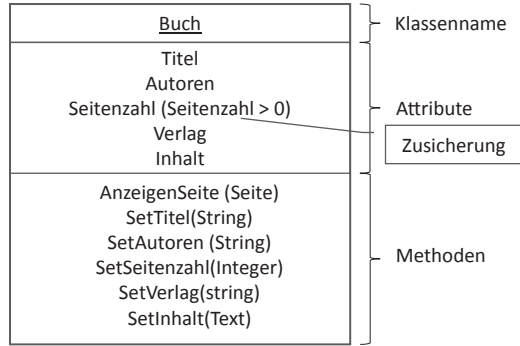 Buch
Klassenname
Titel
Autoren
Seitenzahl (Seitenzahl > 0)
Verlag
Inhalt
Attribute
Zusicherung
AnzeigenSeite (Seite)
SetTitel(String)
SetAutoren (String)
SetSeitenzahl(Integer)
SetVerlag(string)
SetInhalt(Text)
Methoden